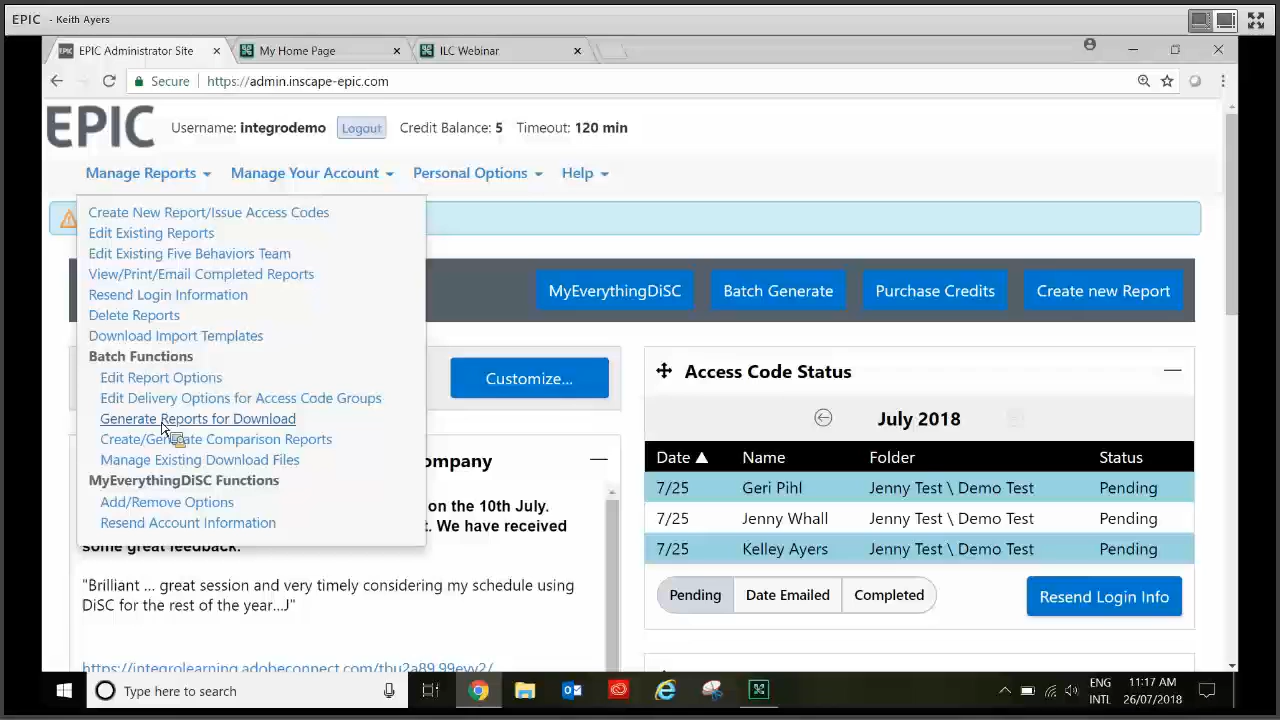 EPIC - Keith Ayers
EPIC EPIC Administrator Site
My Home Page
ILC Webinar
Secure https://admin.inscape-epic.com
EPIC Username: integrodemo Logout Credit Balance: 5 Timeout: 120 min
Manage Reports Manage Your Account Personal Options Help
Create New Report/Issue Access Codes
Edit Existing Reports
Edit Existing Five Behaviors Team
View/Print/Email Completed Reports
Resend Login Information
Delete Reports
Download Import Templates
Batch Functions
Edit Report Options
Edit Delivery Options for Access Code Groups
Generate Reports for Download
Create/Generate Comparison Reports
Manage Existing Download Files
MyEverythingDiSC Functions
Add/Remove Options
Resend Account Information
MyEverythingDiSC Batch Generate Purchase Credits Create new Report
Customize...
company
on the 10th July.
t. We have received
some great feedback.
"Brilliant ... great session and very timely considering my schedule using
DiSC for the rest of the year...J"
https://integrolearning.adobeconnect.com/tbu2a89.99evv2/
Access Code Status
July 2018
Date Name Folder Status
7/25 Geri Pihl Jenny Test \ Demo Test Pending
7/25 Jenny Whall Jenny Test \ Demo Test Pending
7/25 Kelley Ayers Jenny Test \ Demo Test Pending
Pending Date Emailed Completed Resend Login Info
Type here to search
ENG
INTL
11:17 AM
26/07/2018